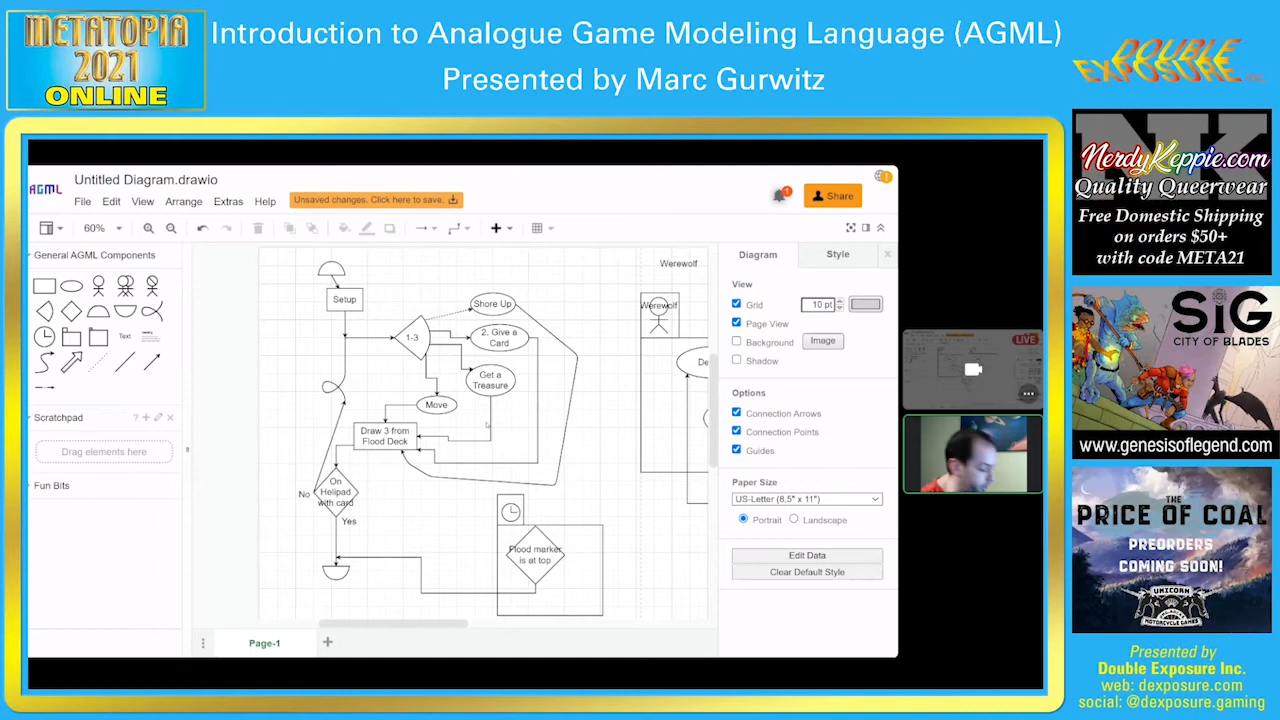 METATOPIA
2021
ONLINE
Introduction to Analogue Game Modeling Language (AGML)
Presented by Marc Gurwitz
DOUBLE
EXPOSURE INC.
AGML
Untitled Diagram.drawio
File Edit View Arrange Extras Help
Unsaved changes. Click here to save.
1
!
Share
60%
General AGML Components
Text
Scratchpad
?
Drag elements here
Fun Bits
Setup
Shore Up
1-3
2. Give a
Card
Get a
Treasure
Move
Draw 3 from
Flood Deck
On
Helipad
with card
No
Yes
Flood marker
is at top
Werewolf
Werewolf
De
Page-1
Diagram
Style
View
Grid
10 pt
Page View
Background
Image
Shadow
Options
Connection Arrows
Connection Points
Guides
Paper Size
US-Letter (8,5" x 11")
Portrait
Landscape
Edit Data
Clear Default Style
LIVE
NK
NerdyKeppie.com
Quality Queerwear
Free Domestic Shipping
on orders $50+
with code META21
SIG
CITY OF BLADES
www.genesisoflegend.com
THE
PRICE OF COAL
PREORDERS
COMING SOON!
UNICORN
MOTORCYCLE GAMES
Presented by
Double Exposure Inc.
web: dexposure.com
social: @dexposure.gaming